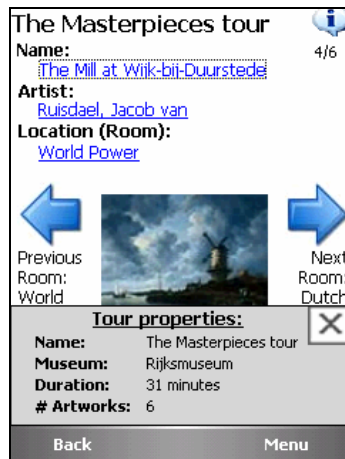 The Masterpieces tour
Name:
4/6
The Mill at Wijk-bij-Duurstede
Artist:
Ruisdael, Jacob van
Location (Room):
World Power
Previous
Room:
World
Next
Room:
Dutch
Tour properties:
Name: The Masterpieces tour
Museum: Rijksmuseum
Duration: 31 minutes
# Artworks: 6
Back Menu